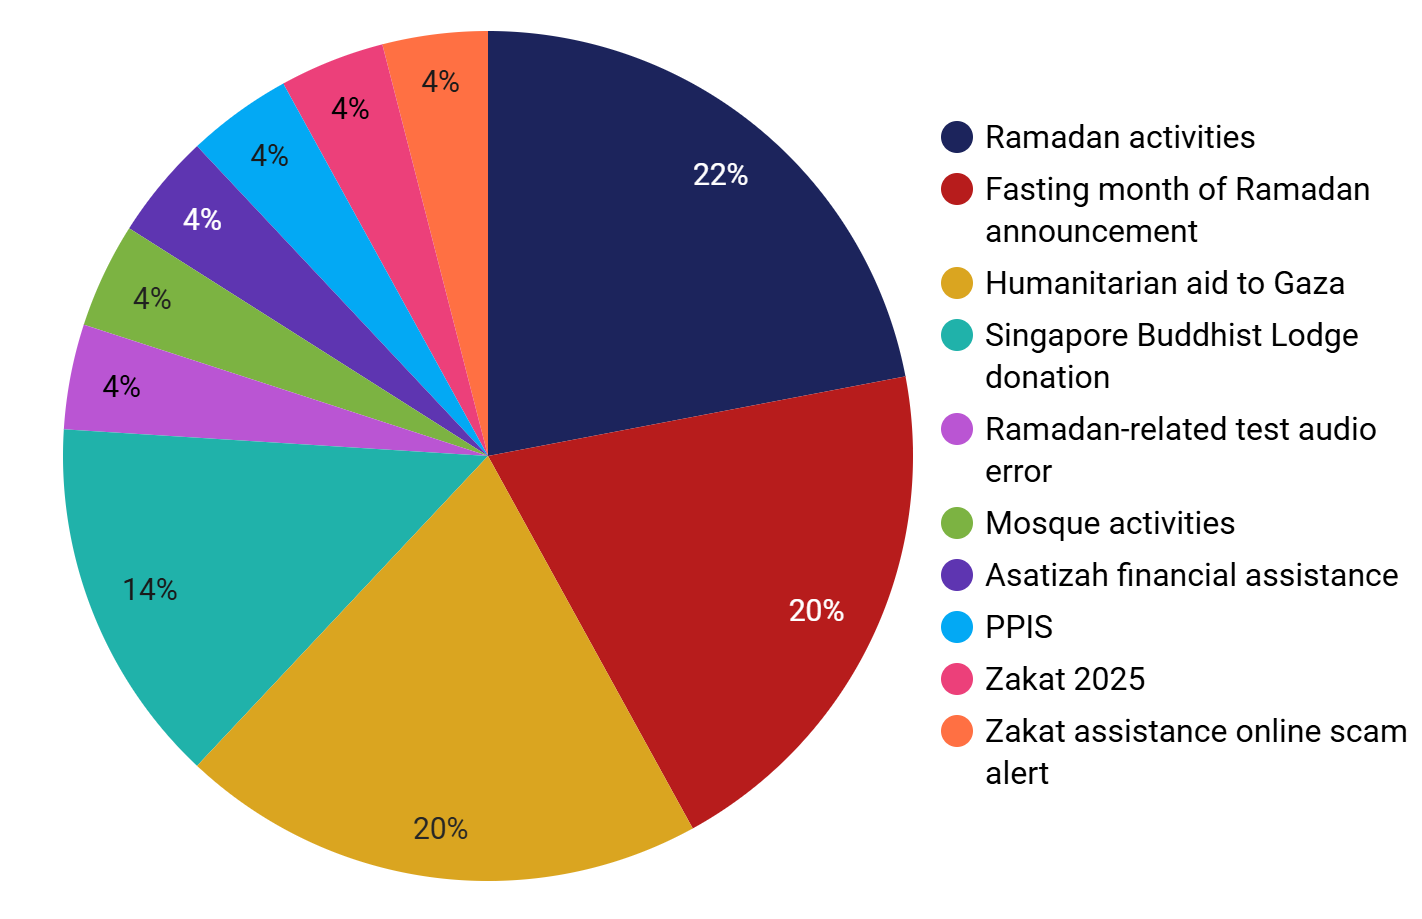 4%
4%
4%
22%
4%
4%
4%
4%
14%
20%
20%
Ramadan activities
Fasting month of Ramadan
announcement
Humanitarian aid to Gaza
Singapore Buddhist Lodge
donation
Ramadan-related test audio
error
Mosque activities
Asatizah financial assistance
PPIS
Zakat 2025
Zakat assistance online scam
alert